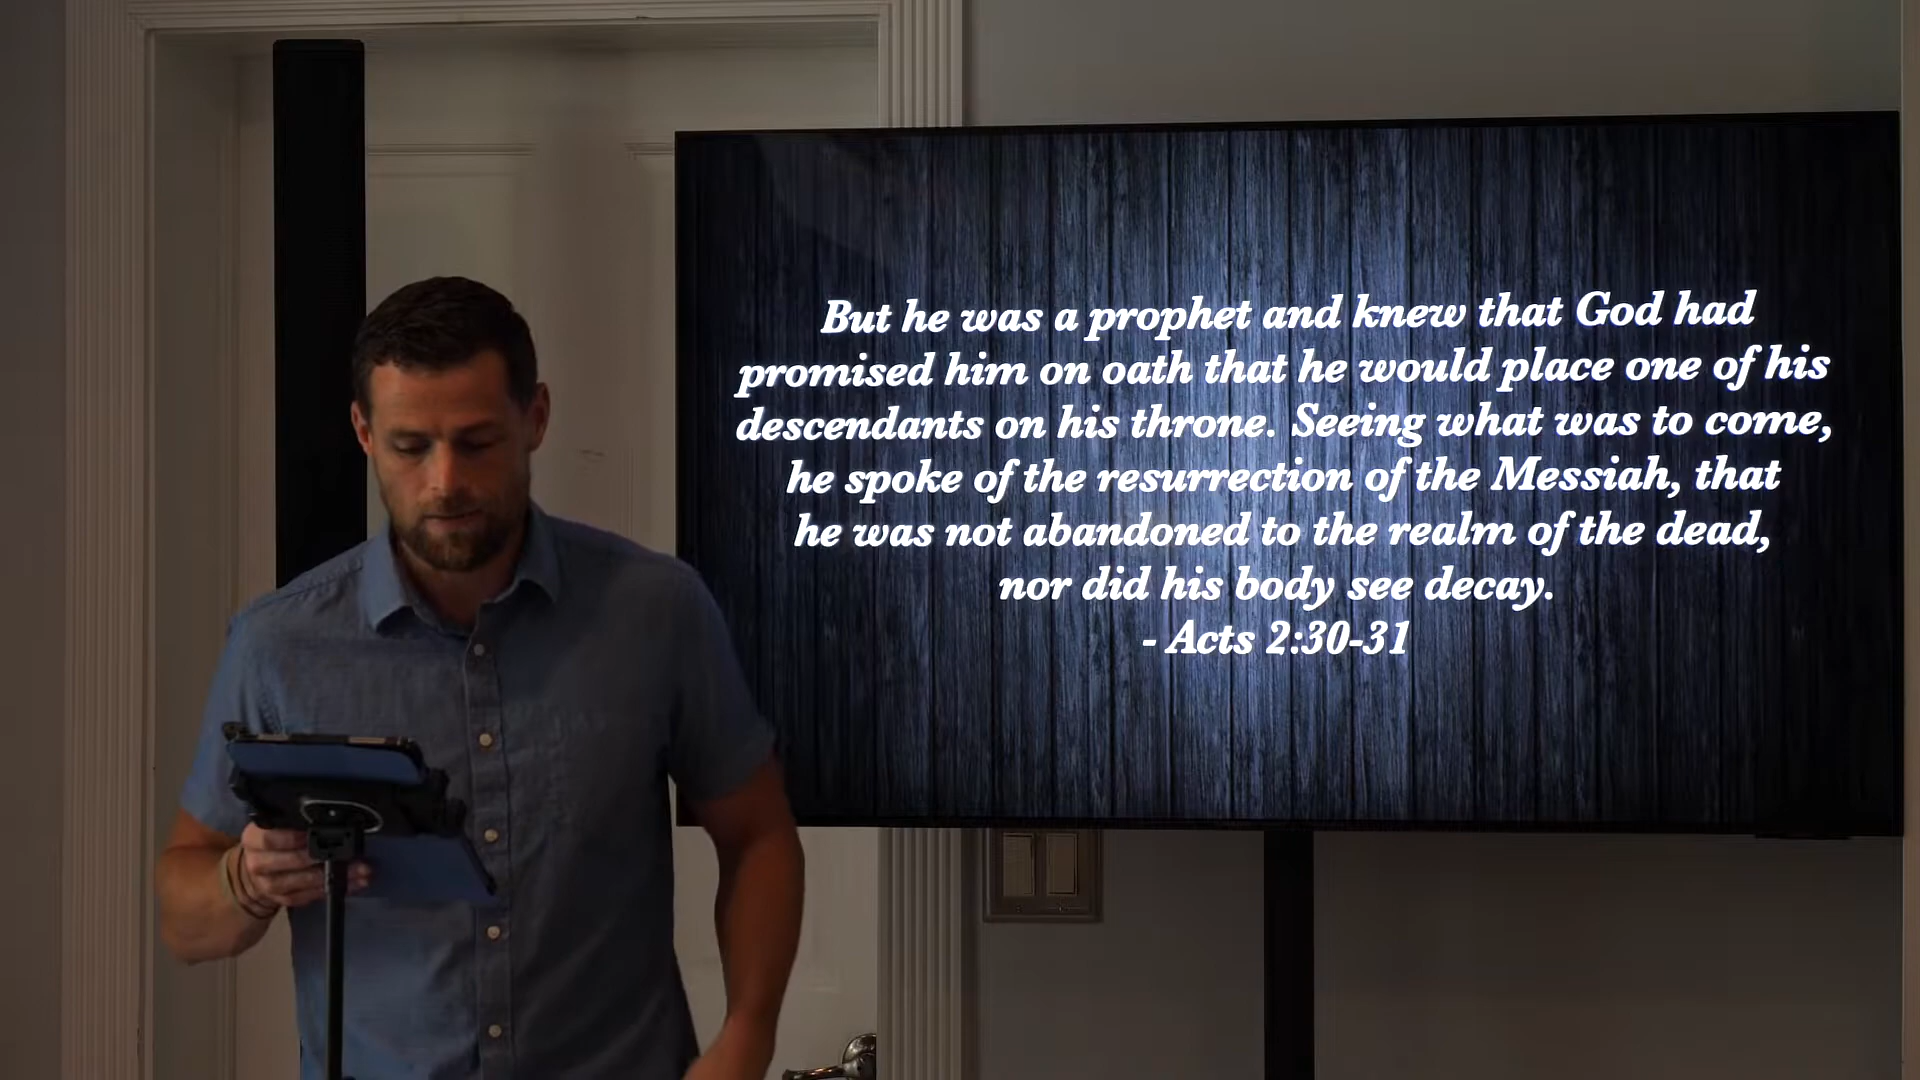 But he was a prophet and knew that God had
promised him on oath that he would place one of his
descendants on his throne. Seeing what was to come,
he spoke of the resurrection of the Messiah, that
he was not abandoned to the realm of the dead,
nor did his body see decay.
- Acts 2:30-31